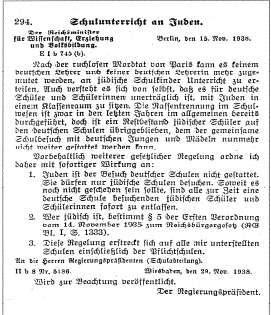 294. Schulunterricht an Juden.
Der Reichsminister
für Wissenschaft, Erziehung
und Volksbildung.
Berlin, den 15. Nov. 1938.
E I b 745 (b).
Nach der ruchlosen Mordtat von Paris kann es keinem
deutschen Lehrer und keiner deutschen Lehrerin mehr zuge-
mutet werden, an jüdische Schulkinder Unterricht zu er-
teilen. Auch versteht es sich von selbst, daß es für deutsche
Schüler und Schülerinnen unerträglich ist, mit Juden in
einem Klassenraum zu sitzen. Die Rassentrennung im Schul-
wesen ist zwar in den letzten Jahren im allgemeinen bereits
durchgeführt, doch ist ein Restbestand jüdischer Schüler auf
den deutschen Schulen übriggeblieben, dem der gemeinsame
Schulbesuch mit deutschen Jungen und Mädeln nunmehr
nicht weiter gestattet werden kann.
Vorbehaltlich weiterer gesetzlicher Regelung ordne ich
daher mit sofortiger Wirkung an:
1. Juden ist der Besuch deutscher Schulen nicht gestattet.
Sie dürfen nur jüdische Schulen besuchen. Soweit es
noch nicht geschehen sein sollte, sind alle zur Zeit eine
deutsche Schule besuchenden jüdischen Schüler und
Schülerinnen sofort zu entlassen.
2. Wer jüdisch ist, bestimmt § 5 der Ersten Verordnung
vom 14. November 1935 zum Reichsbürgergesetz (RG
Bl. I, S. 1333).
3. Diese Regelung erstreckt sich auf alle mir unterstellten
Schulen einschließlich der Pflichtschulen.
An die Herren Regierungspräsidenten (Schulabteilung).
II b 8 Nr. 5186. Wiesbaden, den 29. Nov. 1938.
Wird zur Beachtung veröffentlicht.
Der Regierungspräsident.